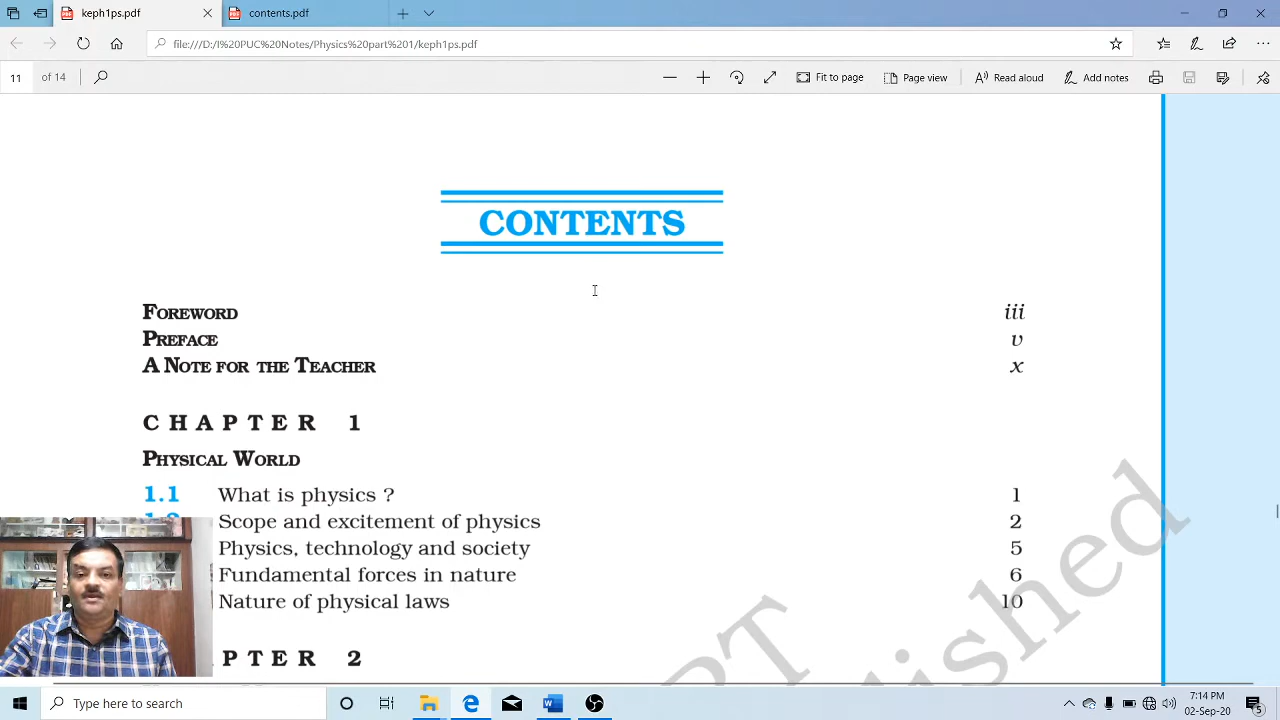 keph1ps.pdf
file:///D:/I%20PUC%20Notes/Physics%20part%201/keph1ps.pdf
11 of 14 Fit to page Page view Read aloud Add notes
CONTENTS
FOREWORD iii
PREFACE v
A NOTE FOR THE TEACHER x
CHAPTER 1
PHYSICAL WORLD
1.1 What is physics ? 1
Scope and excitement of physics 2
Physics, technology and society 5
Fundamental forces in nature 6
Nature of physical laws 10
PTER 2
Type here to search
7:14 PM
02-Sep-20